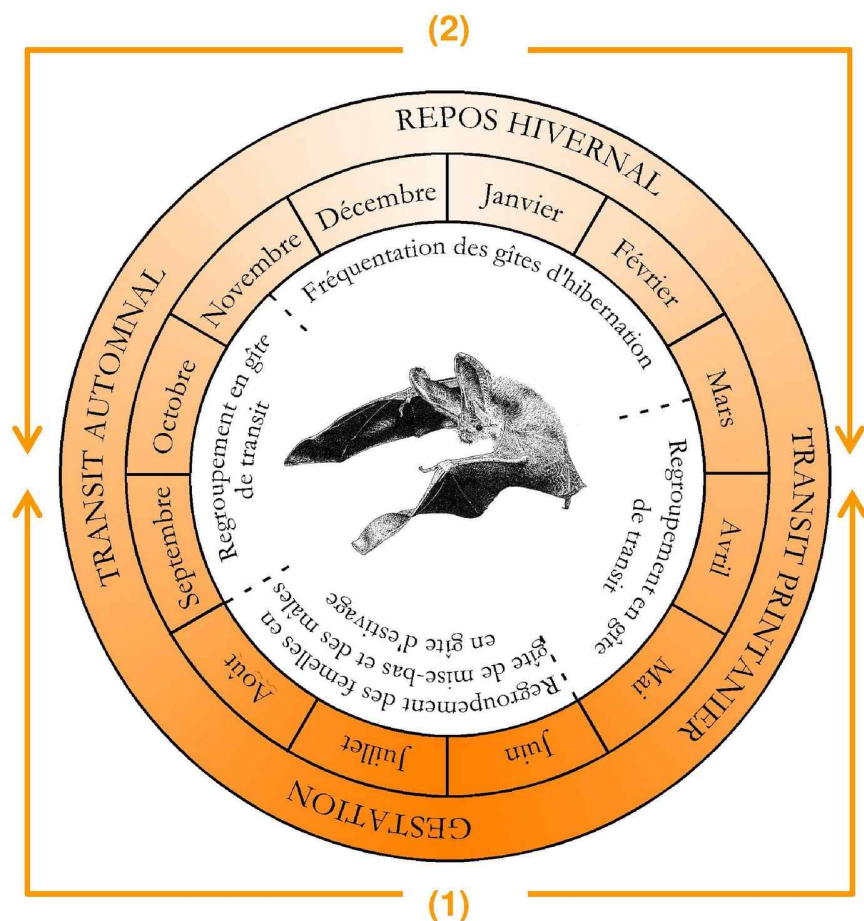 (2)
REPOS HIVERNAL
TRANSIT PRINTANIER
GESTATION
TRANSIT AUTOMNAL
Janvier
Février
Mars
Avril
Mai
Juin
Juillet
Août
Septembre
Octobre
Novembre
Décembre
Fréquentation des gîtes d'hibernation
Regroupement en gîte
de transit
Regroupement des femelles en
gîte de mise-bas et des mâles
en gîte d'estivage
Regroupement en gîte
de transit
(1)